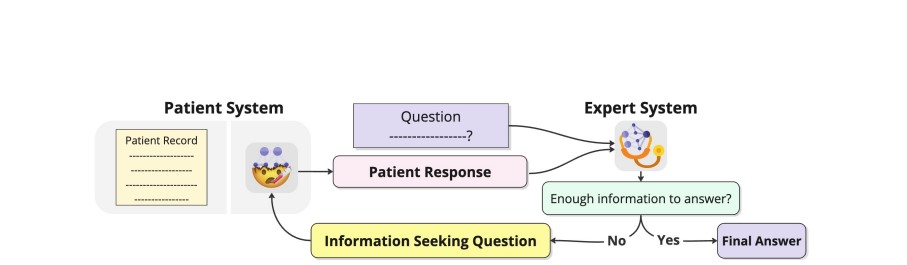 Patient System
Expert System
Patient Record
--------------------
-------------------
----------------------
-----------------
Question
-----------------?
Patient Response
Enough information to answer?
Information Seeking Question
No
Yes
Final Answer